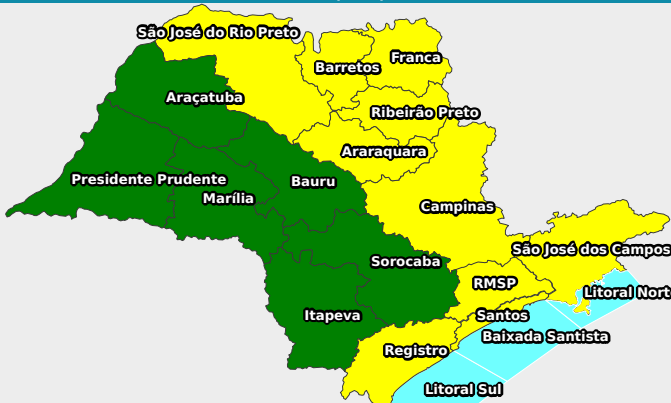 São José do Rio Preto
Franca
Barretos
Araçatuba
Ribeirão Preto
Araraquara
Presidente Prudente
Bauru
Marília
Campinas
São José dos Campos
Sorocaba
RMSP
Litoral Nort
Itapeva
Santos
Baixada Santista
Registro
Litoral Sul